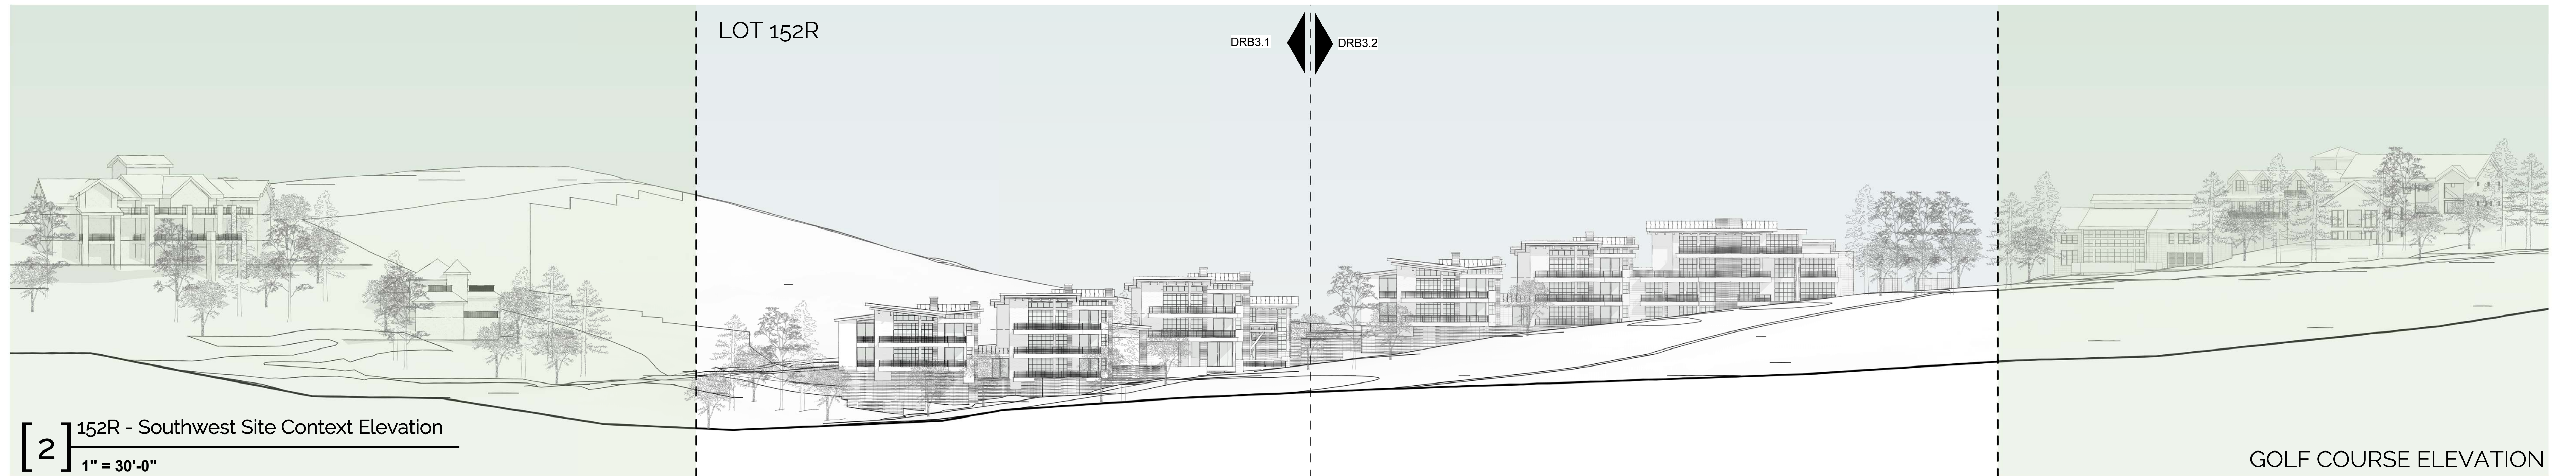 LOT 152R
DRB3.1
DRB3.2
[2]
152R - Southwest Site Context Elevation
1" = 30'-0"
GOLF COURSE ELEVATION